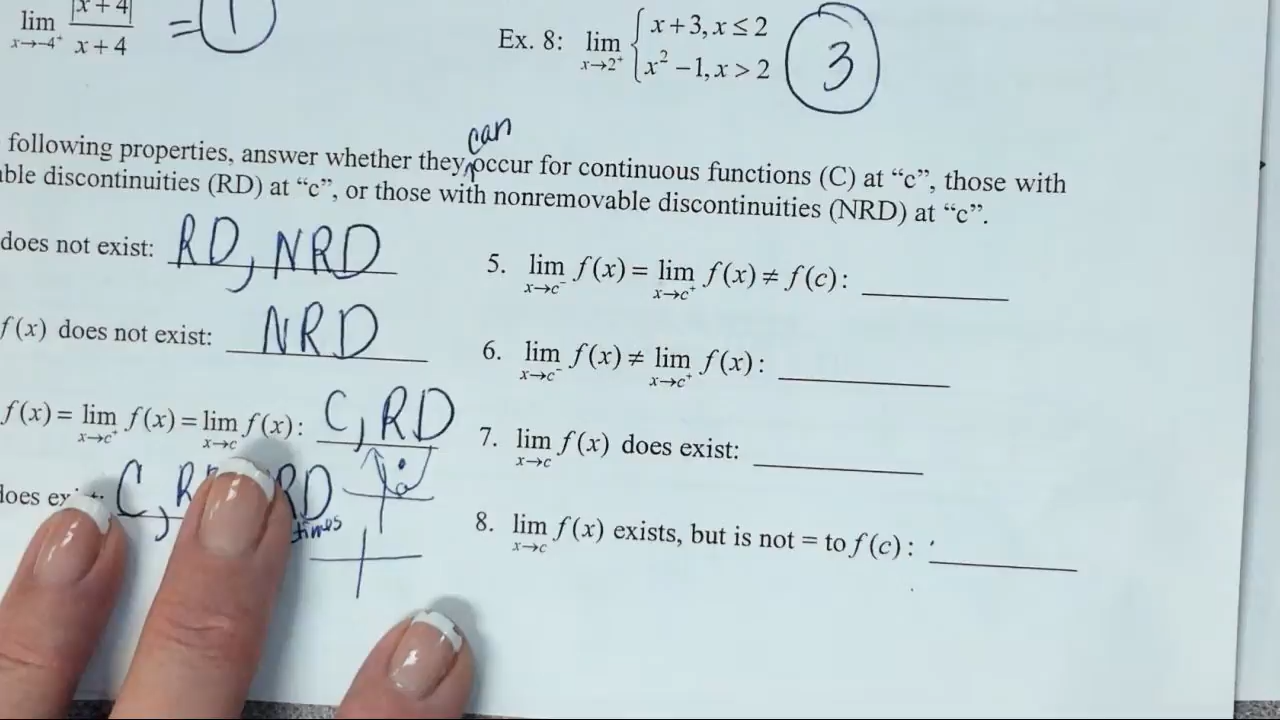 lim |x+4| / x+4 x→-4⁺ = 1
Ex. 8: lim x→2⁺ { x+3, x ≤ 2
x² −1, x > 2 3
can
following properties, answer whether they occur for continuous functions (C) at “c”, those with
ble discontinuities (RD) at “c”, or those with nonremovable discontinuities (NRD) at “c”.
does not exist: RD, NRD
f(x) does not exist: NRD
f(x) = lim x→c⁺ f(x) = lim x→c f(x): C, RD
C,
times
5. lim x→c⁻ f(x) = lim x→c⁺ f(x) ≠ f(c):
6. lim x→c⁻ f(x) ≠ lim x→c⁺ f(x):
7. lim x→c f(x) does exist:
8. lim x→c f(x) exists, but is not = to f(c):